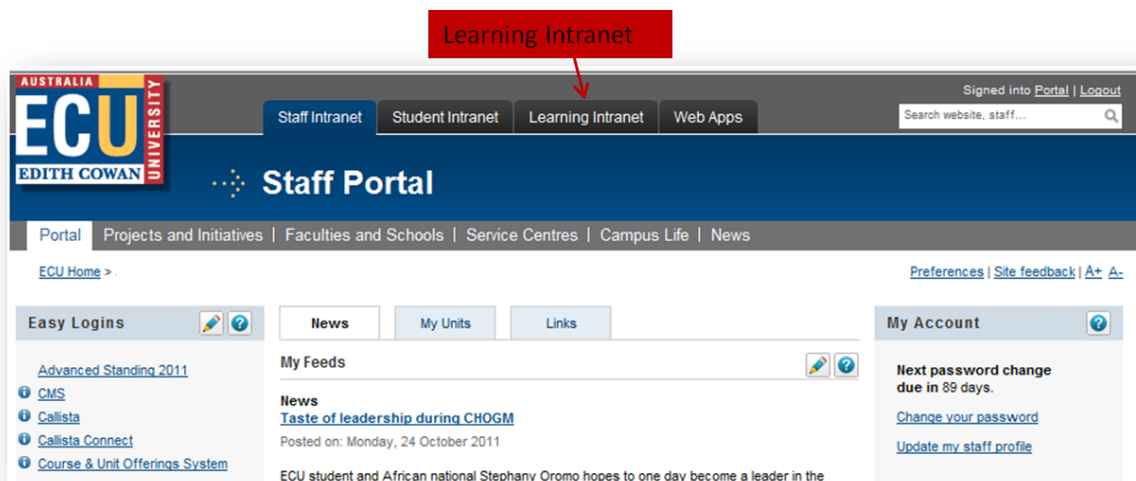 Learning Intranet
AUSTRALIA
ECU
UNIVERSITY
EDITH COWAN
Staff Intranet
Student Intranet
Learning Intranet
Web Apps
Signed into Portal | Logout
Search website, staff...
Staff Portal
Portal
Projects and Initiatives | Faculties and Schools | Service Centres | Campus Life | News
ECU Home >
Preferences | Site feedback | A+ A-
Easy Logins
Advanced Standing 2011
CMS
Callista
Callista Connect
Course & Unit Offerings System
News
My Units
Links
My Feeds
News
Taste of leadership during CHOGM
Posted on: Monday, 24 October 2011
ECU student and African national Stephany Oromo hopes to one day become a leader in the
My Account
Next password change
due in 89 days.
Change your password
Update my staff profile